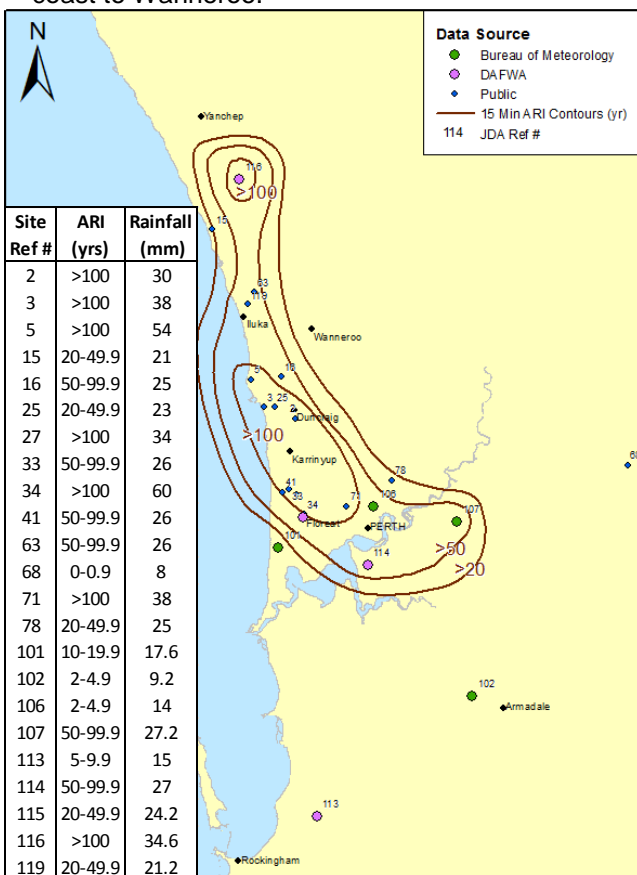 coast to Wanneroo.
N
Data Source
Bureau of Meteorology
DAFWA
Public
15 Min ARI Contours (yr)
114 JDA Ref #
Yanchep
116
>100
15
63
119
Iluka
Wanneroo
5
16
3 25
2
Duncraig
>100
Karrinyup
41
33
34
Floreat
71
78
106
PERTH
107
101
114
>50
>20
68
102
Armadale
113
Rockingham
Site ARI Rainfall
Ref # (yrs) (mm)
2 >100 30
3 >100 38
5 >100 54
15 20-49.9 21
16 50-99.9 25
25 20-49.9 23
27 >100 34
33 50-99.9 26
34 >100 60
41 50-99.9 26
63 50-99.9 26
68 0-0.9 8
71 >100 38
78 20-49.9 25
101 10-19.9 17.6
102 2-4.9 9.2
106 2-4.9 14
107 50-99.9 27.2
113 5-9.9 15
114 50-99.9 27
115 20-49.9 24.2
116 >100 34.6
119 20-49.9 21.2